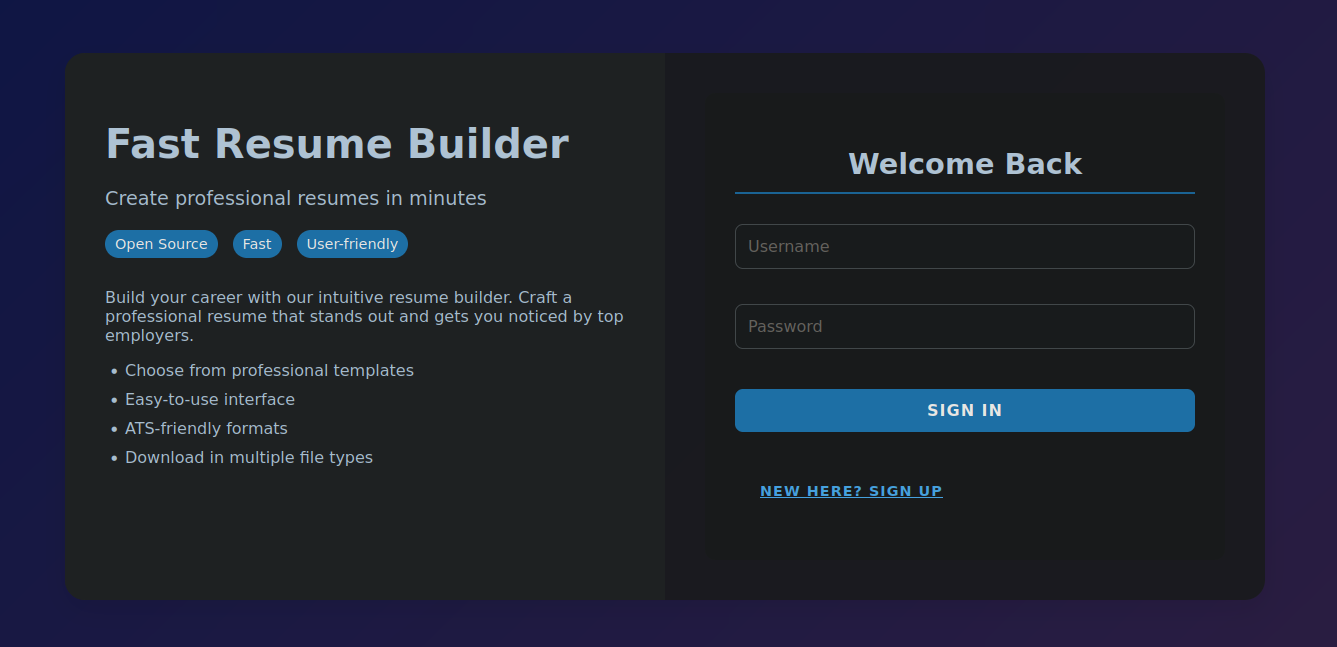 Fast Resume Builder
Create professional resumes in minutes
Open Source Fast User-friendly
Build your career with our intuitive resume builder. Craft a
professional resume that stands out and gets you noticed by top
employers.
• Choose from professional templates
• Easy-to-use interface
• ATS-friendly formats
• Download in multiple file types
Welcome Back
Username
Password
SIGN IN
NEW HERE? SIGN UP